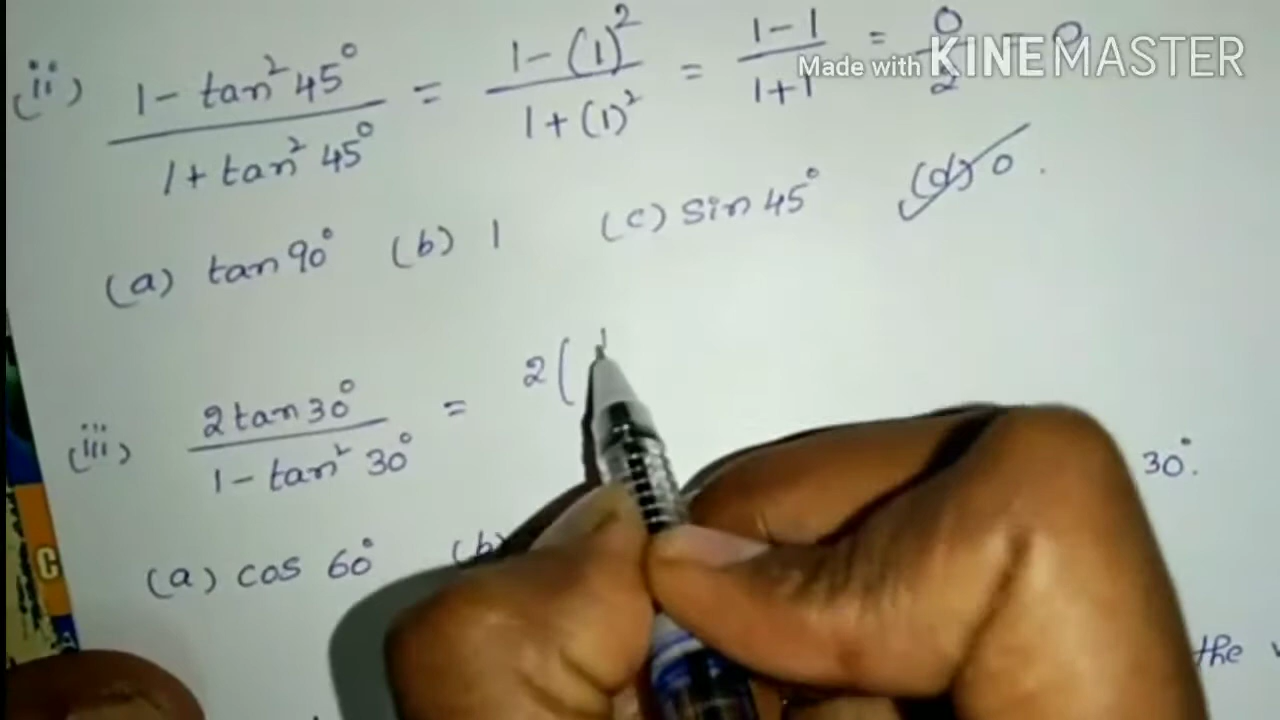 (ii) 1 - tan² 45° / 1 + tan² 45° = 1 - (1)² / 1 + (1)² = 1 - 1 / 1 + 1 = 0 / 2 = 0
Made with KINEMASTER
(a) tan 90° (b) 1 (c) sin 45° (d) 0 .
(iii) 2 tan 30° / 1 - tan² 30° = 2 ( 1
30°.
(a) cos 60° (b)
the
C